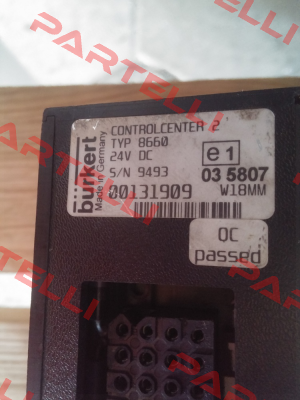 PARTELLI
CONTROLCENTER 2
TYP 8660
24V DC
S/N 9493
00131909
bürkert
Made in Germany
e1
03 5807
W18MM
QC
passed
PARTELLI
PARTELLI